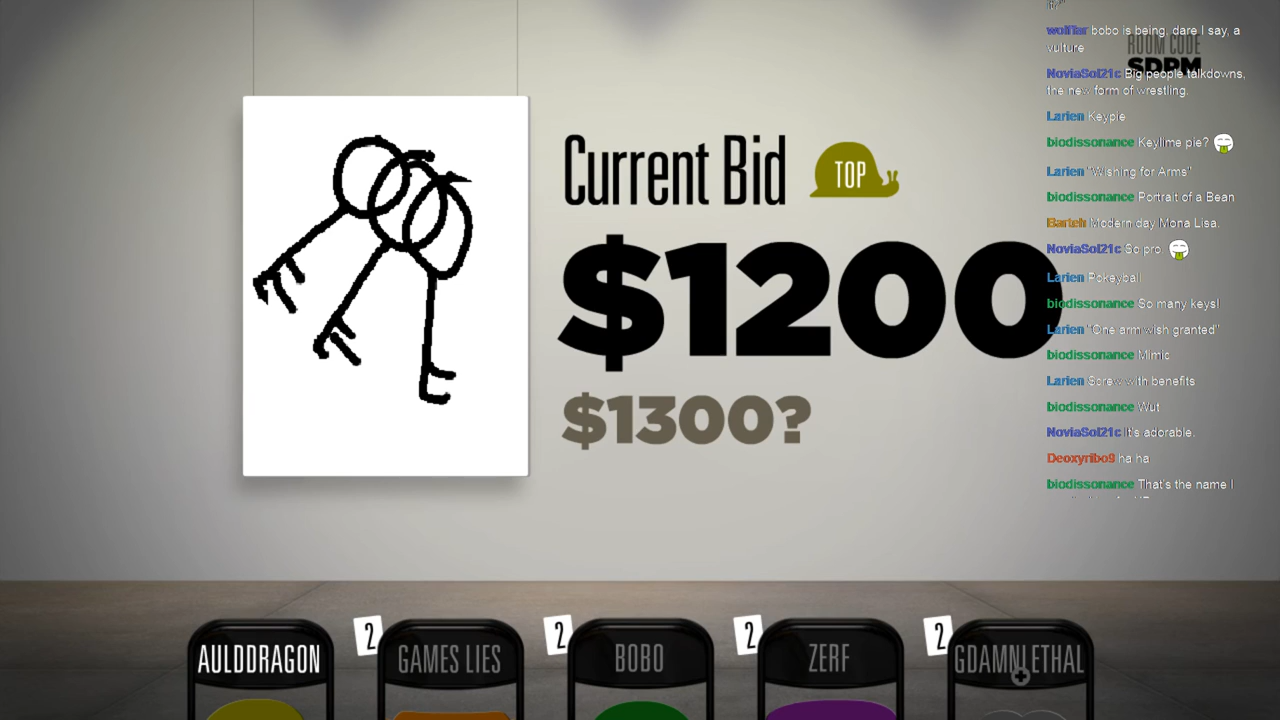 wolfiar bobo is being, dare I say, a
vulture
ROOM CODE
SDPM
NoviaSol21c Big people talkdowns,
the new form of wrestling.
Larien Keypie
biodissonance Keylime pie?
Larien "Wishing for Arms"
biodissonance Portrait of a Bean
Barteh Modern day Mona Lisa.
NoviaSol21c So pro
Larien Pokeyball
biodissonance So many keys!
Larien "One arm wish granted"
biodissonance Mimic
Larien Screw with benefits
biodissonance Wut
NoviaSol21c It's adorable.
Deoxyribo9 ha ha
biodissonance That's the name I
Current Bid
TOP
$1200
$1300?
AULDDRAGON
2
GAMES LIES
2
BOBO
2
ZERF
2
GDAMNLETHAL